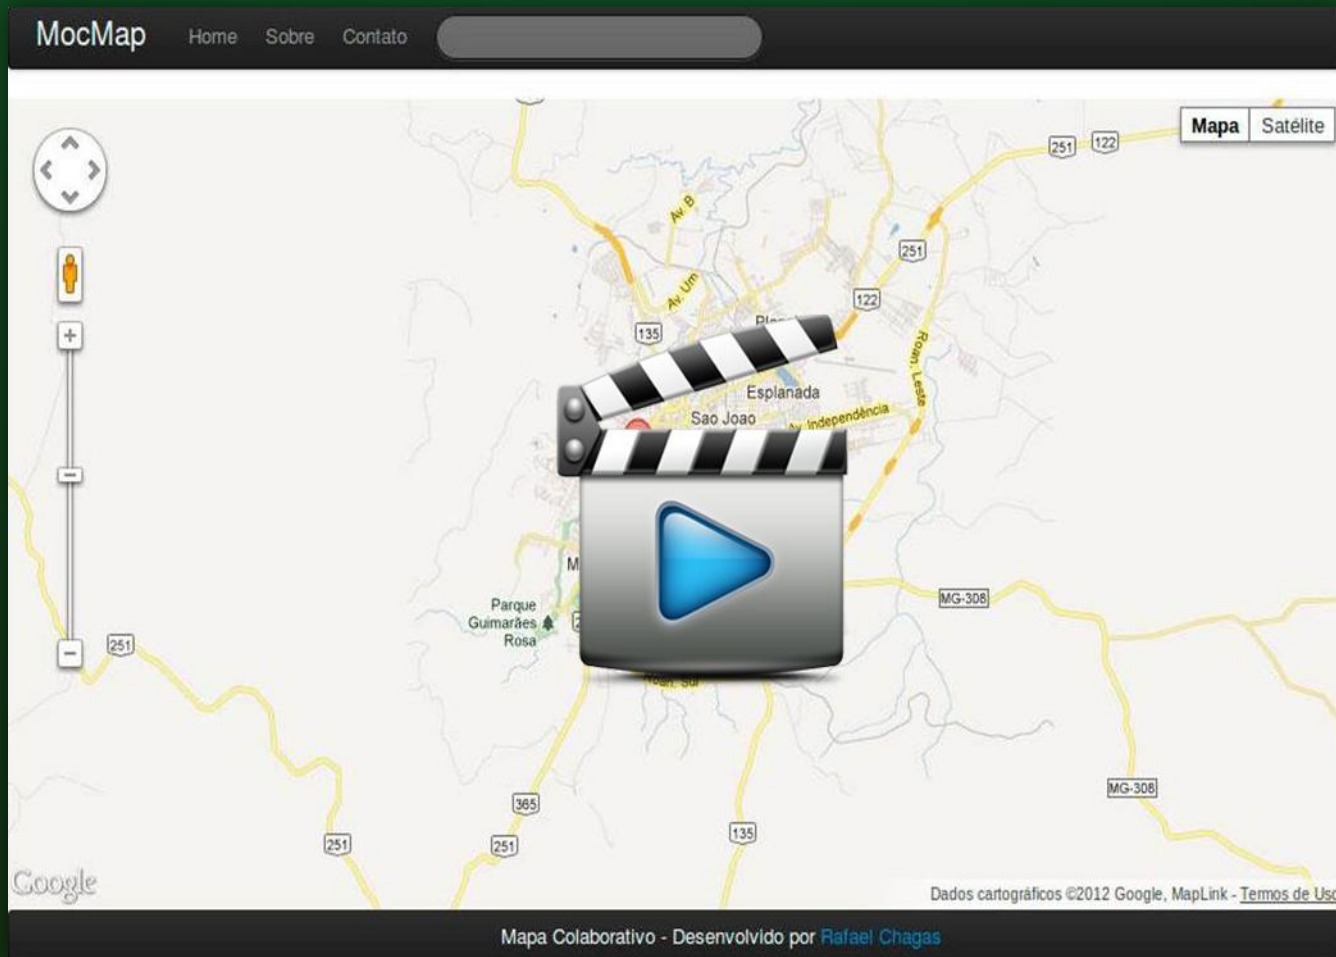 MocMap Home Sobre Contato
Mapa Satélite
251 122
Av. B
251
Av. Um
122
135
Roan. Leste
Esplanada
Sao Joao
Av. Independência
MG-308
Parque
Guimarães
Rosa
251
Roan. Sul
MG-308
365
135
251
251
Google
Dados cartográficos ©2012 Google, MapLink - Termos de Uso
Mapa Colaborativo - Desenvolvido por Rafael Chagas